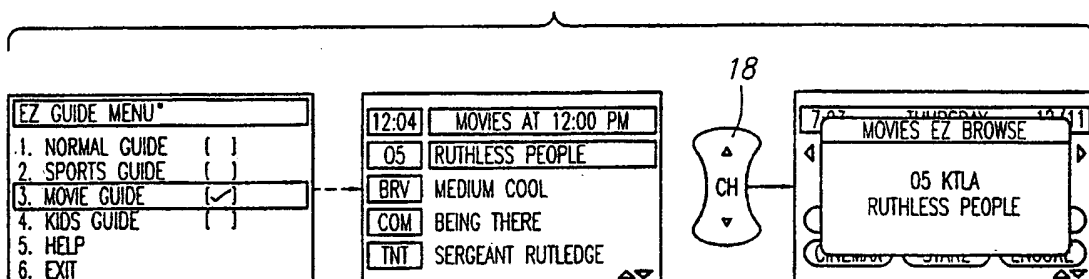 18
EZ GUIDE MENU
1. NORMAL GUIDE [ ]
2. SPORTS GUIDE [ ]
3. MOVIE GUIDE [✓]
4. KIDS GUIDE [ ]
5. HELP
6. EXIT
12:04 MOVIES AT 12:00 PM
05 RUTHLESS PEOPLE
BRV MEDIUM COOL
COM BEING THERE
TNT SERGEANT RUTLEDGE
CH
MOVIES EZ BROWSE
05 KTLA
RUTHLESS PEOPLE